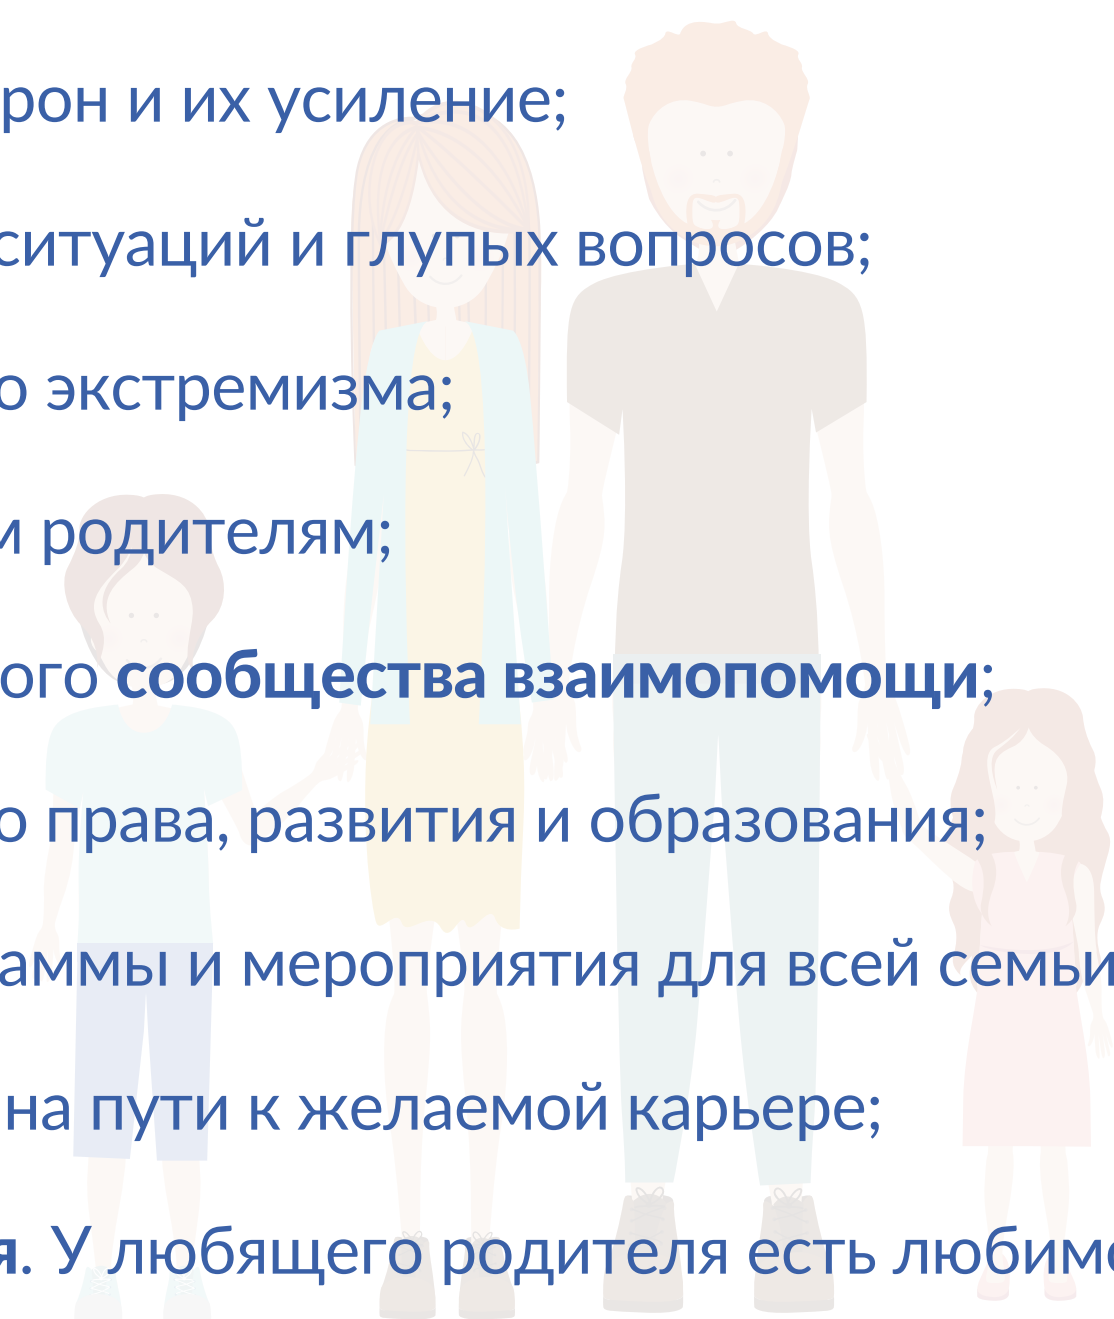 рон и их усиление;
ситуаций и глупых вопросов;
о экстремизма;
м родителям;
ого сообщества взаимопомощи;
о права, развития и образования;
аммы и мероприятия для всей семьи
на пути к желаемой карьере;
я. У любящего родителя есть любимо